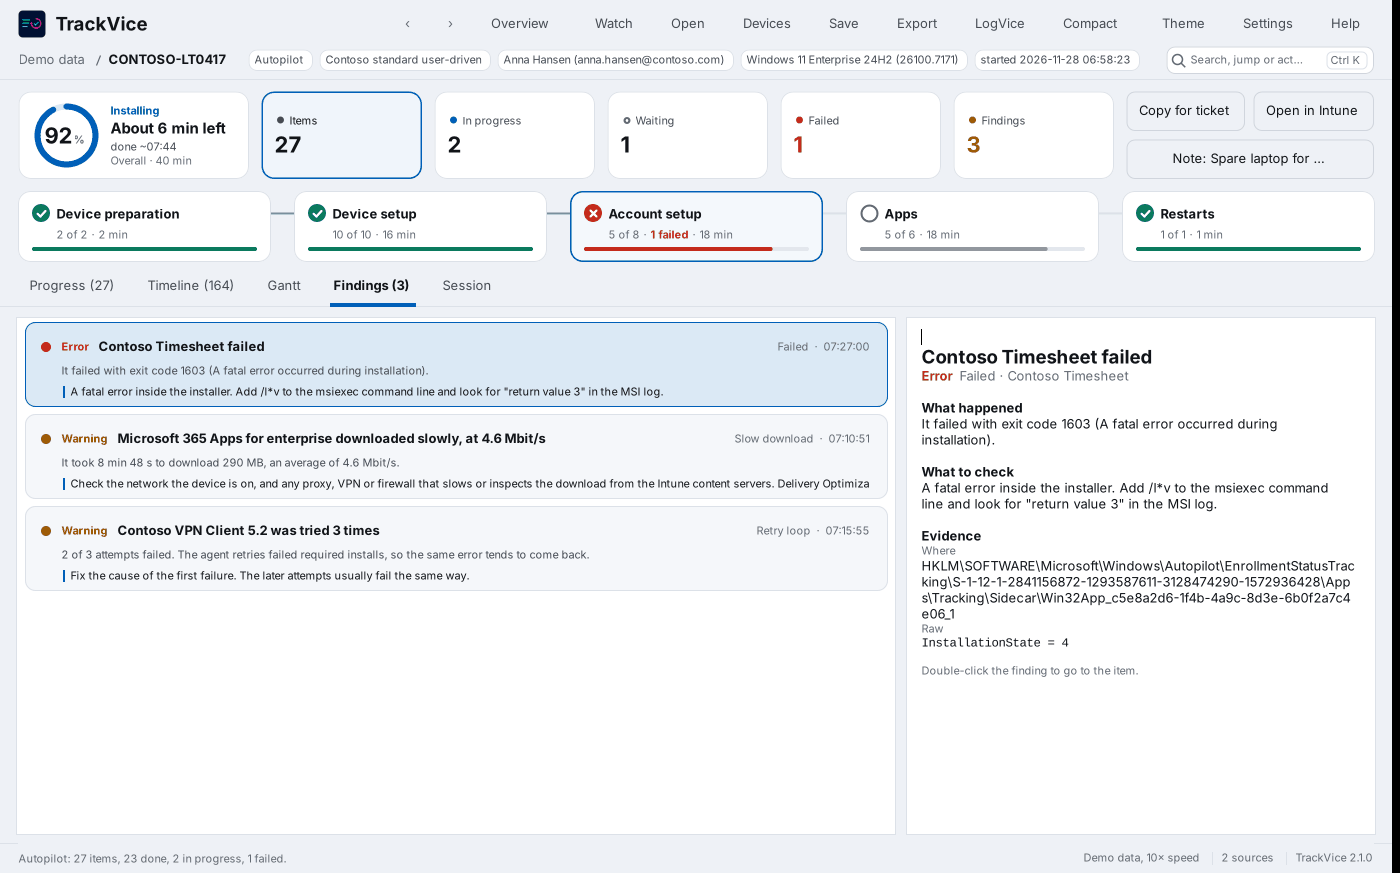 TrackVice
‹ › Overview Watch Open Devices Save Export LogVice Compact Theme Settings Help
Demo data / CONTOSO-LT0417 Autopilot Contoso standard user-driven Anna Hansen (anna.hansen@contoso.com) Windows 11 Enterprise 24H2 (26100.7171) started 2026-11-28 06:58:23 Search, jump or act... Ctrl K
92%
Installing
About 6 min left
done ~07:44
Overall · 40 min
Items
27
In progress
2
Waiting
1
Failed
1
Findings
3
Copy for ticket Open in Intune
Note: Spare laptop for ...
Device preparation
2 of 2 · 2 min
Device setup
10 of 10 · 16 min
Account setup
5 of 8 · 1 failed · 18 min
Apps
5 of 6 · 18 min
Restarts
1 of 1 · 1 min
Progress (27) Timeline (164) Gantt Findings (3) Session
Error Contoso Timesheet failed Failed · 07:27:00
It failed with exit code 1603 (A fatal error occurred during installation).
A fatal error inside the installer. Add /l*v to the msiexec command line and look for "return value 3" in the MSI log.
Warning Microsoft 365 Apps for enterprise downloaded slowly, at 4.6 Mbit/s Slow download · 07:10:51
It took 8 min 48 s to download 290 MB, an average of 4.6 Mbit/s.
Check the network the device is on, and any proxy, VPN or firewall that slows or inspects the download from the Intune content servers. Delivery Optimiza
Warning Contoso VPN Client 5.2 was tried 3 times Retry loop · 07:15:55
2 of 3 attempts failed. The agent retries failed required installs, so the same error tends to come back.
Fix the cause of the first failure. The later attempts usually fail the same way.
Contoso Timesheet failed
Error Failed · Contoso Timesheet
What happened
It failed with exit code 1603 (A fatal error occurred during
installation).
What to check
A fatal error inside the installer. Add /l*v to the msiexec command
line and look for "return value 3" in the MSI log.
Evidence
Where
HKLM\SOFTWARE\Microsoft\Windows\Autopilot\EnrollmentStatusTrac
king\S-1-12-1-2841156872-1293587611-3128474290-1572936428\App
s\Tracking\Sidecar\Win32App_c5e8a2d6-1f4b-4a9c-8d3e-6b0f2a7c4
e06_1
Raw
InstallationState = 4
Double-click the finding to go to the item.
Autopilot: 27 items, 23 done, 2 in progress, 1 failed.
Demo data, 10× speed 2 sources TrackVice 2.1.0